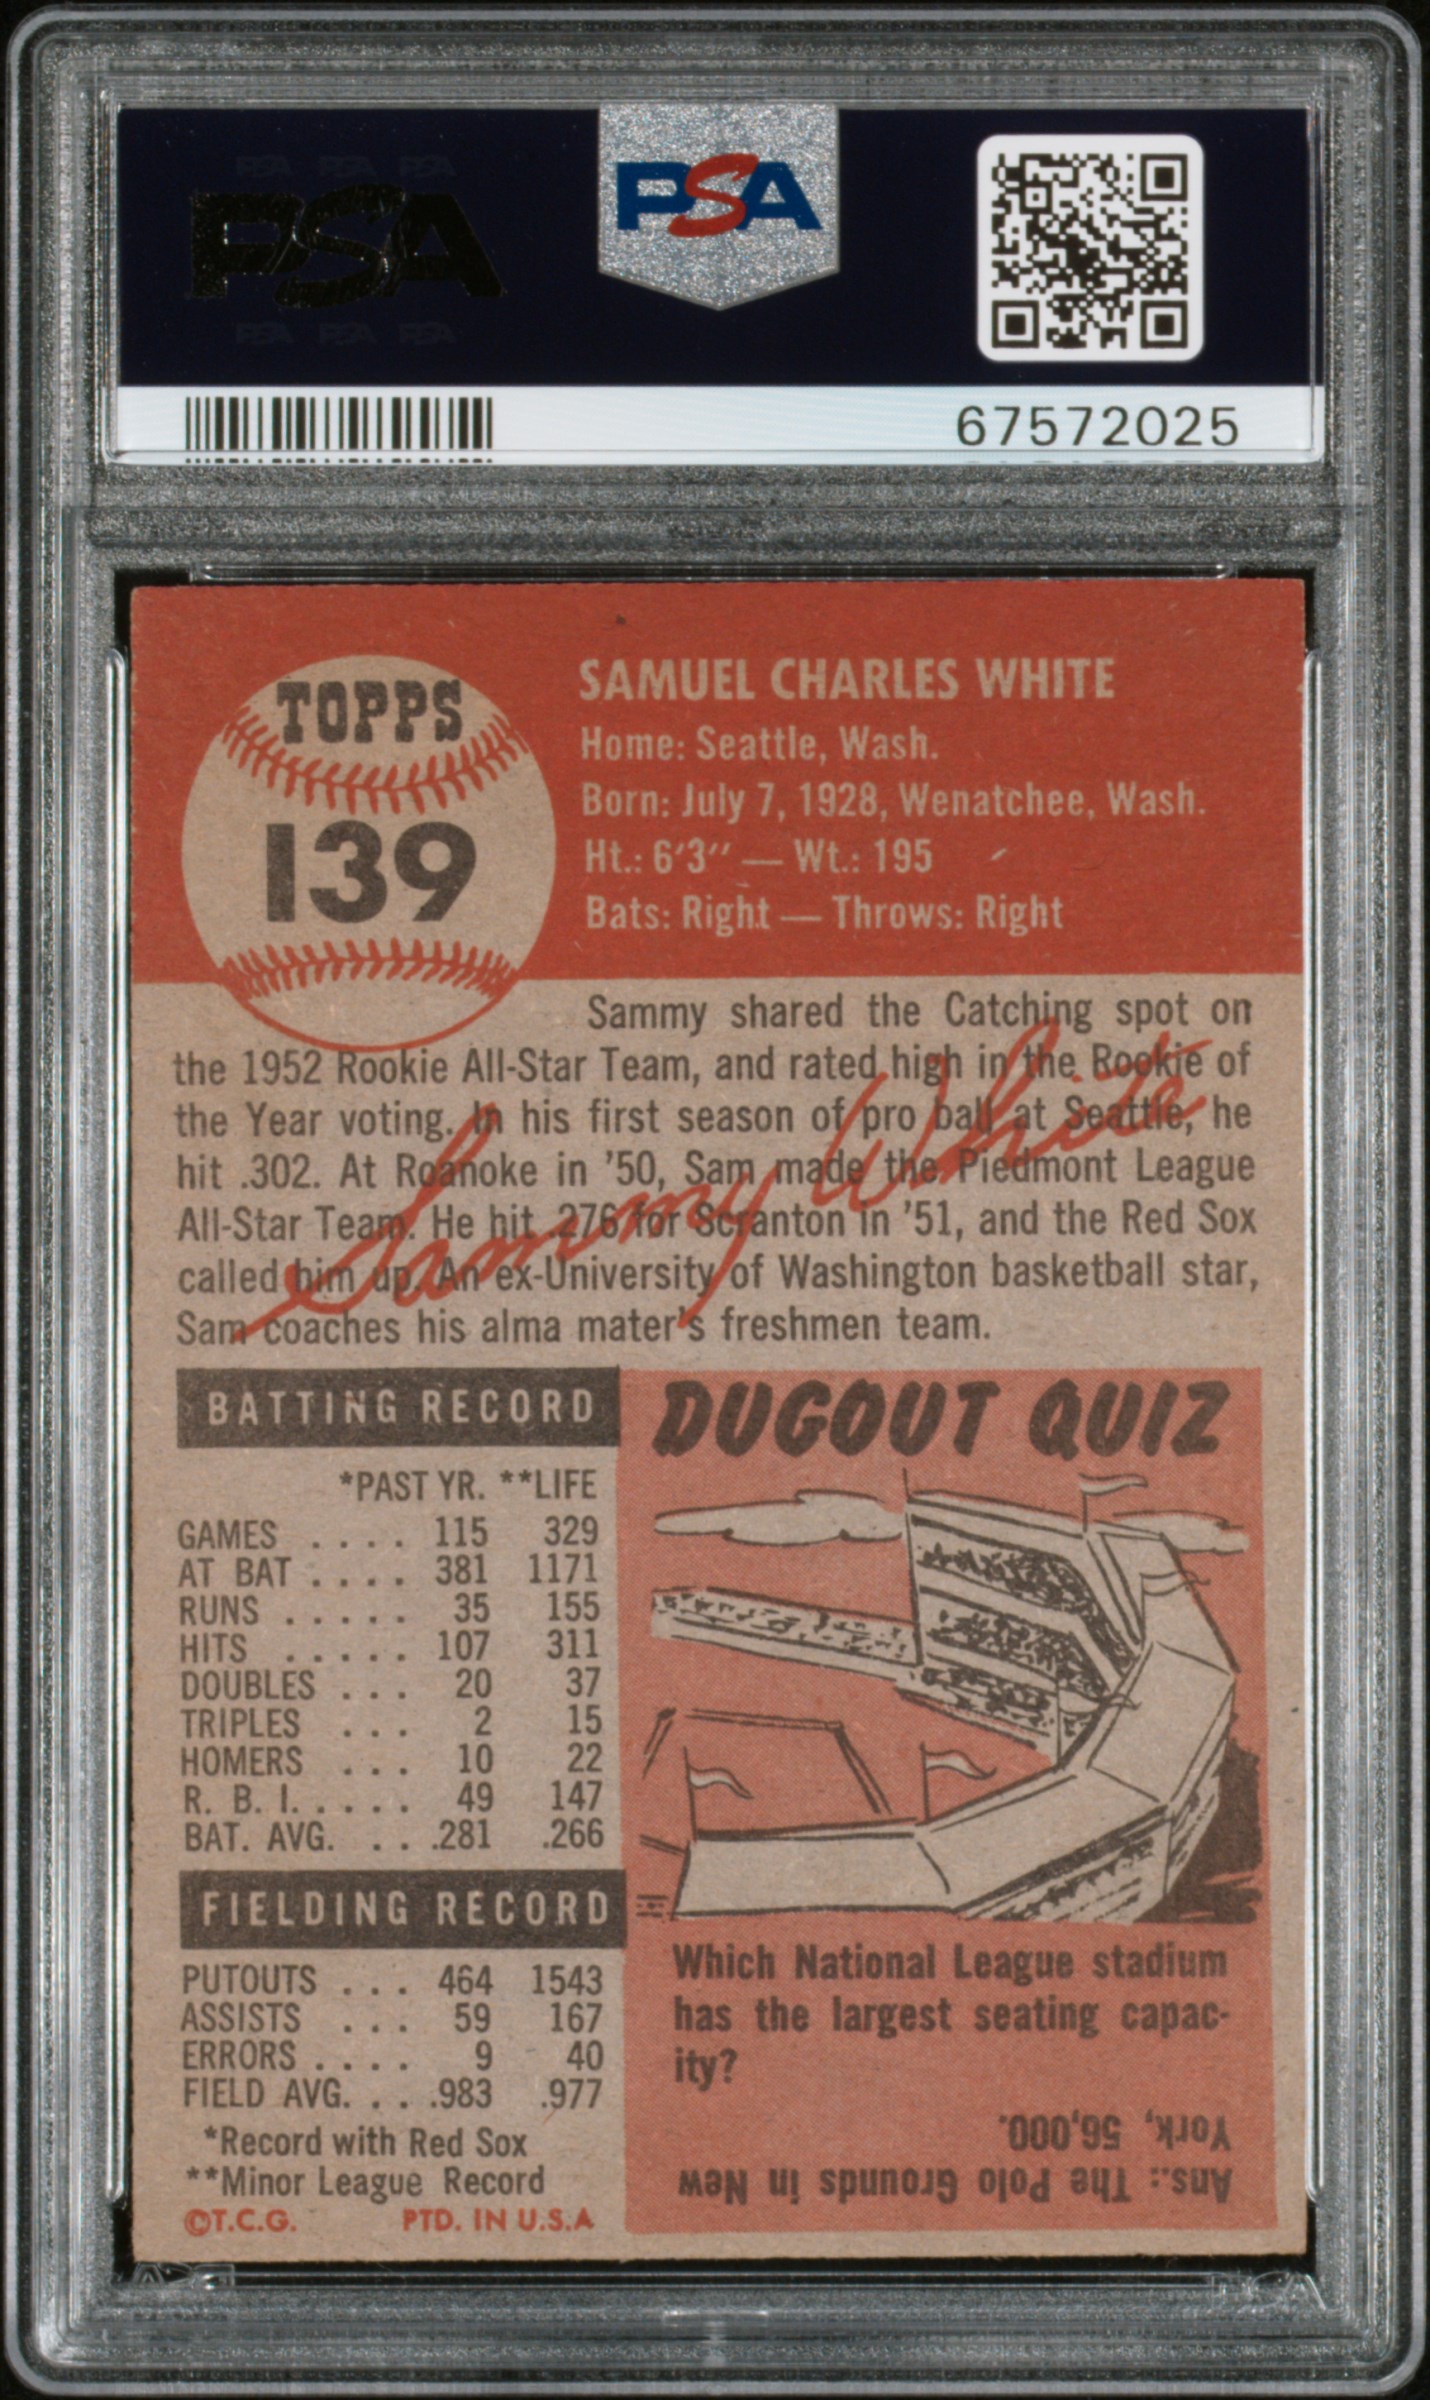 PSA PSA PSA
PSA
PSA
PSA PSA PSA
67572025
TOPPS
139
SAMUEL CHARLES WHITE
Home: Seattle, Wash.
Born: July 7, 1928, Wenatchee, Wash.
Ht.: 6'3" — Wt.: 195
Bats: Right — Throws: Right
Sammy shared the Catching spot on
the 1952 Rookie All-Star Team, and rated high in the Rookie of
the Year voting. In his first season of pro ball at Seattle, he
hit .302. At Roanoke in '50, Sam made the Piedmont League
All-Star Team. He hit .276 for Scranton in '51, and the Red Sox
called him up. An ex-University of Washington basketball star,
Sam coaches his alma mater's freshmen team.
Sammy White
BATTING RECORD
*PAST YR. **LIFE
GAMES . . . . 115 329
AT BAT . . . . 381 1171
RUNS . . . . . 35 155
HITS . . . . . 107 311
DOUBLES . . . 20 37
TRIPLES . . . 2 15
HOMERS . . . 10 22
R. B. I. . . . . . 49 147
BAT. AVG. . . . .281 .266
FIELDING RECORD
PUTOUTS . . . 464 1543
ASSISTS . . . 59 167
ERRORS . . . . 9 40
FIELD AVG. . . . .983 .977
*Record with Red Sox
**Minor League Record
©T.C.G. PTD. IN U.S.A
DUGOUT QUIZ
Which National League stadium
has the largest seating capac-
ity?
Ans.: The Polo Grounds in New
York, 56,000.
PSA